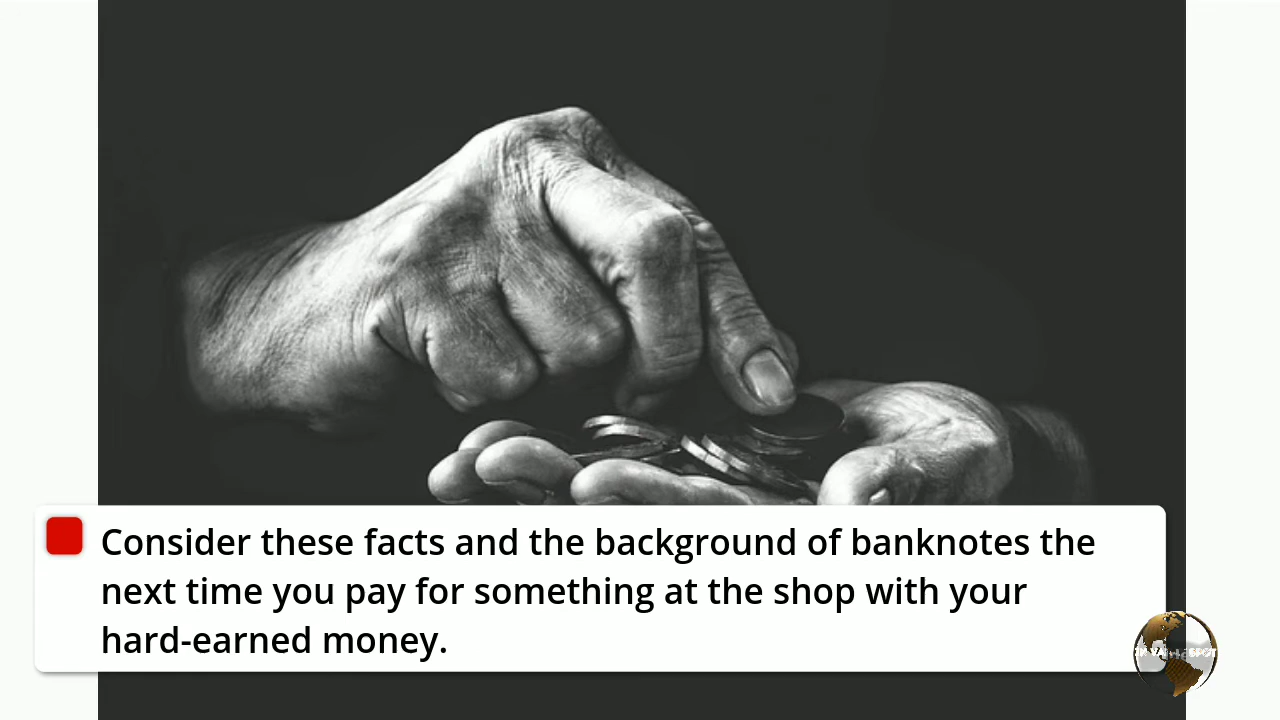 Consider these facts and the background of banknotes the
next time you pay for something at the shop with your
hard-earned money.